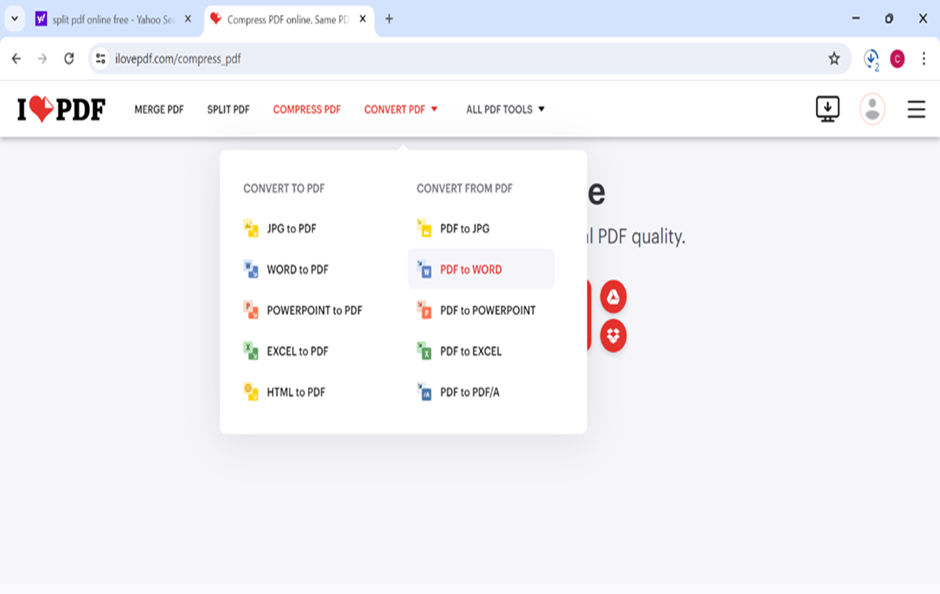 split pdf online free - Yahoo Se
Compress PDF online. Same PD
ilovepdf.com/compress_pdf
2
C
I PDF
MERGE PDF
SPLIT PDF
COMPRESS PDF
CONVERT PDF
ALL PDF TOOLS
CONVERT TO PDF
JPG to PDF
WORD to PDF
POWERPOINT to PDF
EXCEL to PDF
HTML to PDF
CONVERT FROM PDF
PDF to JPG
PDF to WORD
PDF to POWERPOINT
PDF to EXCEL
PDF to PDF/A
e
l PDF quality.